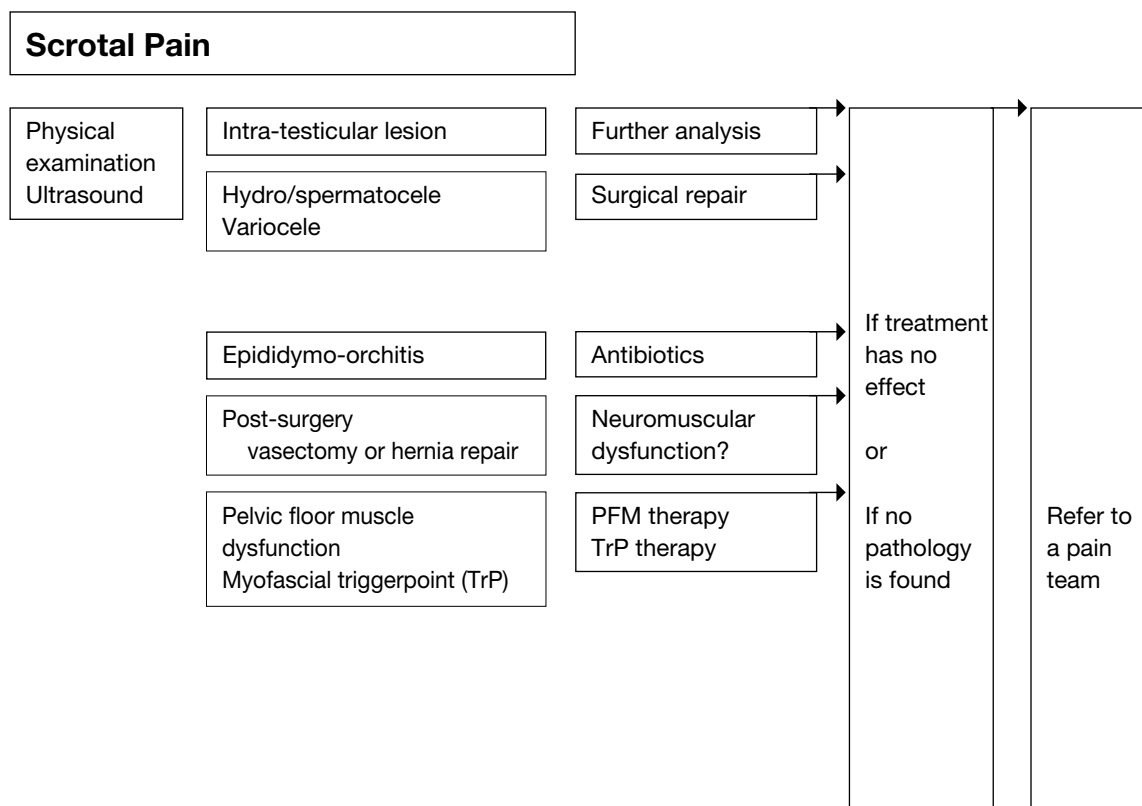 Scrotal Pain
Physical
examination
Ultrasound
Intra-testicular lesion
Further analysis
Hydro/spermatocele
Variocele
Surgical repair
Epididymo-orchitis
Antibiotics
Post-surgery
vasectomy or hernia repair
Neuromuscular
dysfunction?
Pelvic floor muscle
dysfunction
Myofascial triggerpoint (TrP)
PFM therapy
TrP therapy
If treatment
has no
effect
or
If no
pathology
is found
Refer to
a pain
team